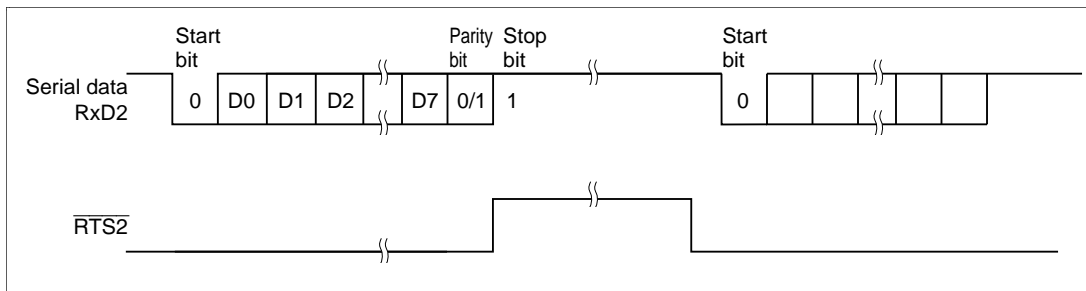 Start bit
Parity bit
Stop bit
Start bit
Serial data RxD2
0 D0 D1 D2 D7 0/1 1 0
RTS2